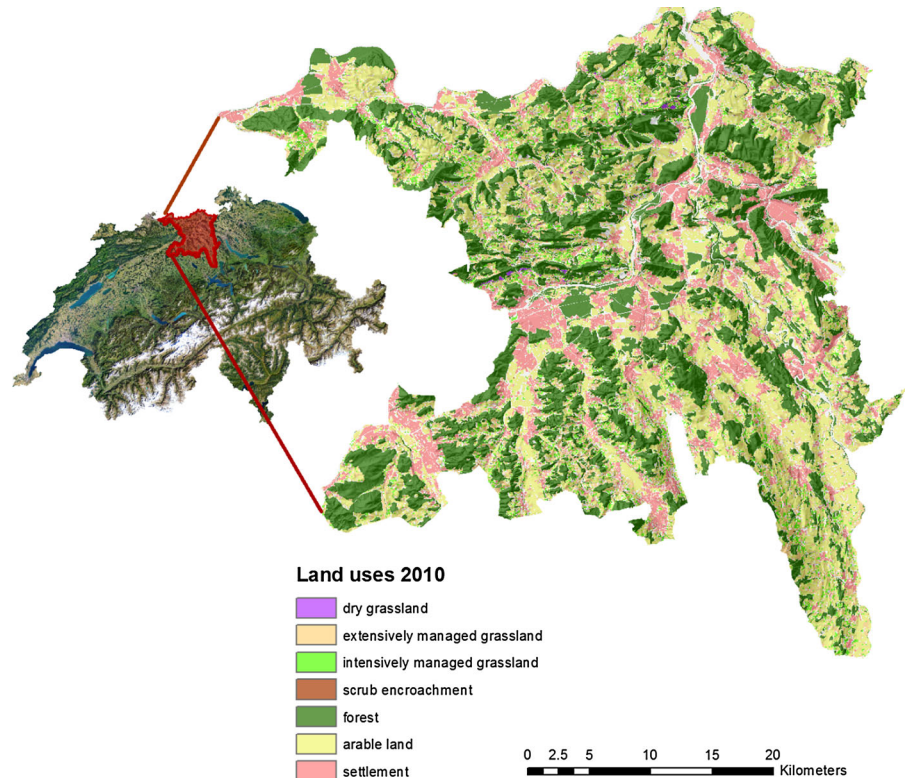 Land uses 2010
dry grassland
extensively managed grassland
intensively managed grassland
scrub encroachment
forest
arable land
settlement
0 2.5 5 10 15 20
Kilometers